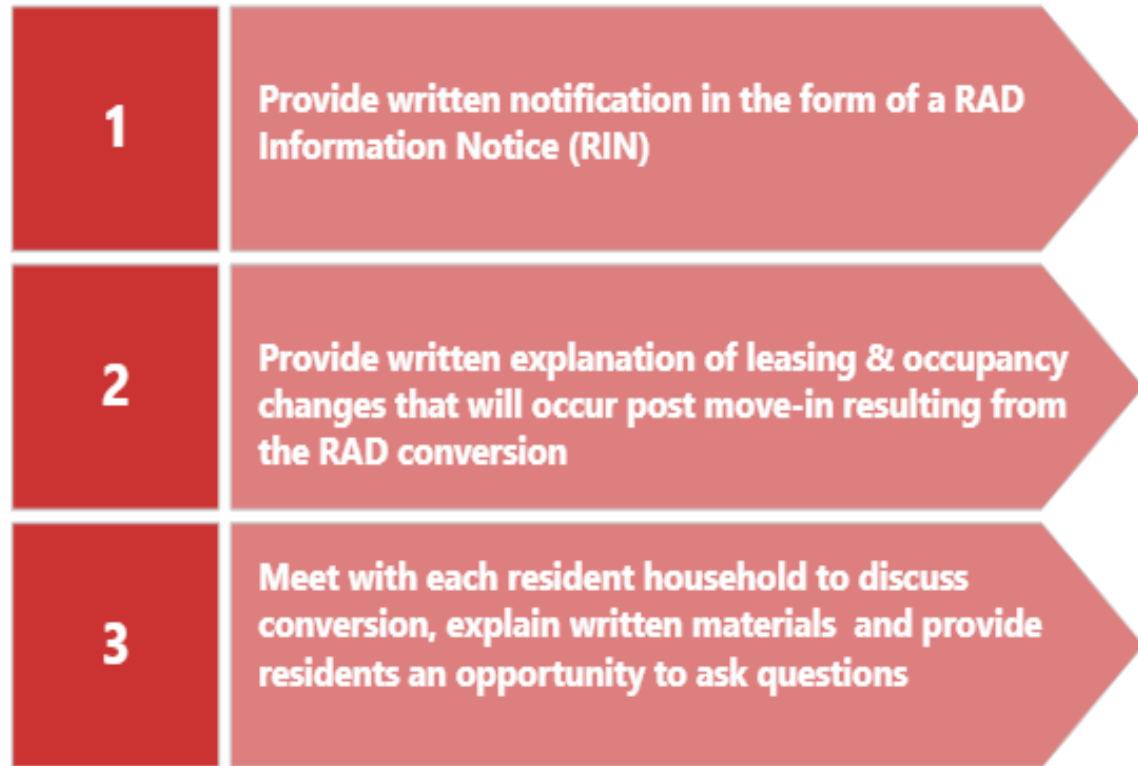 1
Provide written notification in the form of a RAD
Information Notice (RIN)
2
Provide written explanation of leasing & occupancy
changes that will occur post move-in resulting from
the RAD conversion
3
Meet with each resident household to discuss
conversion, explain written materials and provide
residents an opportunity to ask questions